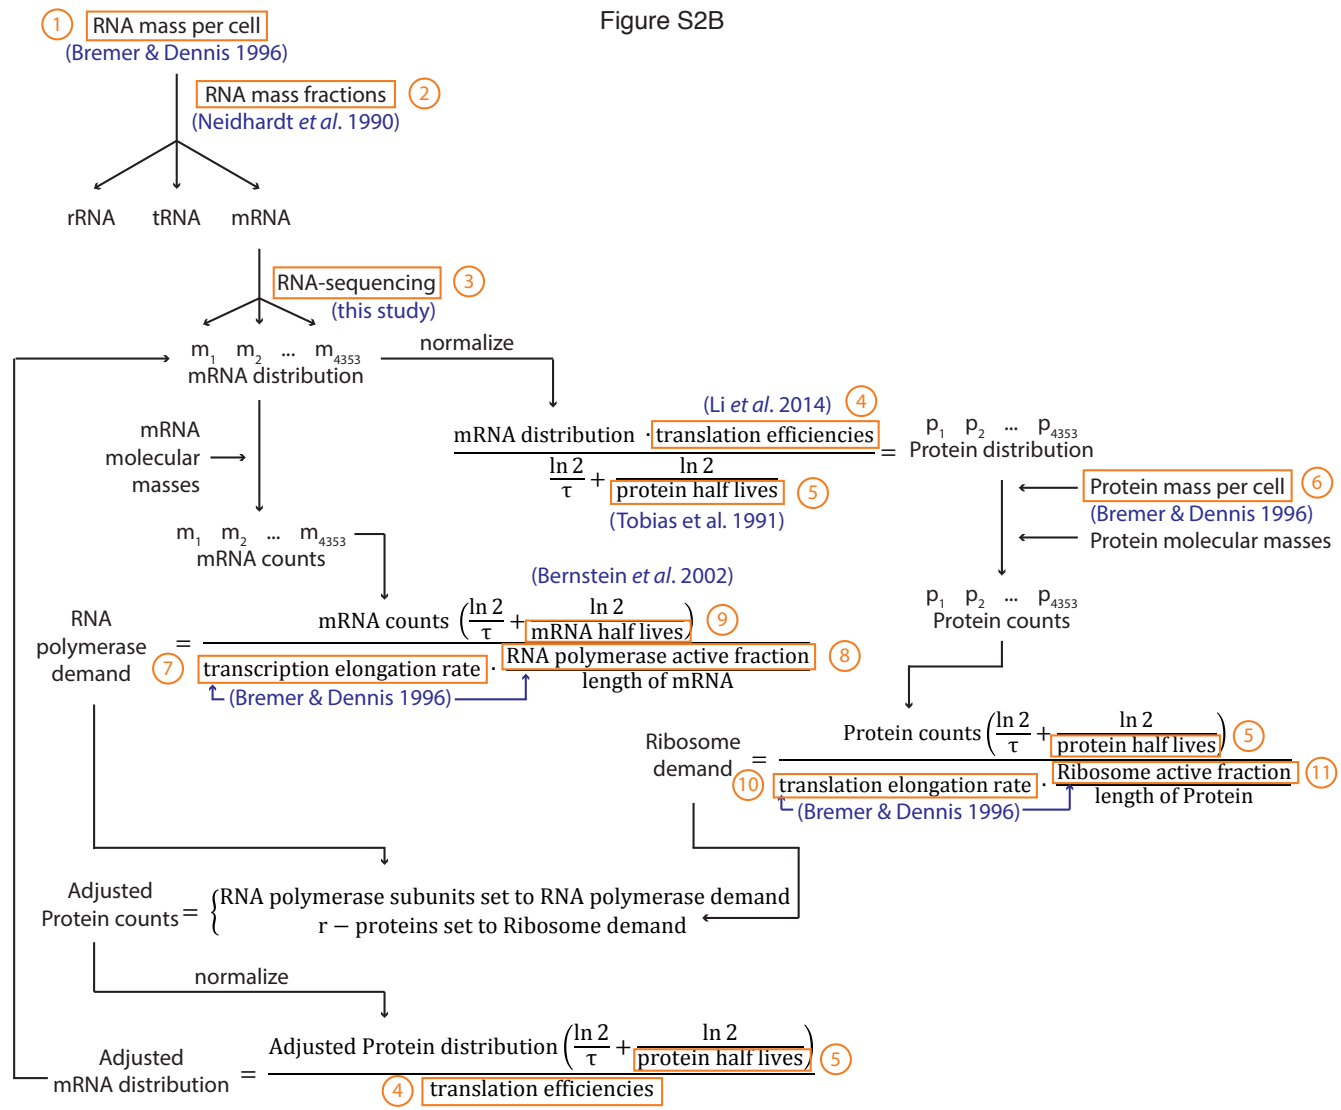 Figure S2B
1 RNA mass per cell
(Bremer & Dennis 1996)
RNA mass fractions 2
(Neidhardt et al. 1990)
rRNA tRNA mRNA
RNA-sequencing 3
(this study)
m1 m2 ... m4353
mRNA distribution
normalize
mRNA
molecular
masses
m1 m2 ... m4353
mRNA counts
(Li et al. 2014) 4
mRNA distribution · translation efficiencies
ln 2 / τ + ln 2 / protein half lives 5
(Tobias et al. 1991)
=
p1 p2 ... p4353
Protein distribution
Protein mass per cell 6
(Bremer & Dennis 1996)
Protein molecular masses
p1 p2 ... p4353
Protein counts
(Bernstein et al. 2002)
RNA
polymerase
demand 7
=
mRNA counts (ln 2 / τ + ln 2 / mRNA half lives) 9
transcription elongation rate · RNA polymerase active fraction 8
length of mRNA
(Bremer & Dennis 1996)
Ribosome
demand
=
Protein counts (ln 2 / τ + ln 2 / protein half lives) 5
10 translation elongation rate · Ribosome active fraction 11
length of Protein
(Bremer & Dennis 1996)
Adjusted
Protein counts
= {
RNA polymerase subunits set to RNA polymerase demand
r − proteins set to Ribosome demand
normalize
Adjusted
mRNA distribution
=
Adjusted Protein distribution (ln 2 / τ + ln 2 / protein half lives) 5
4 translation efficiencies